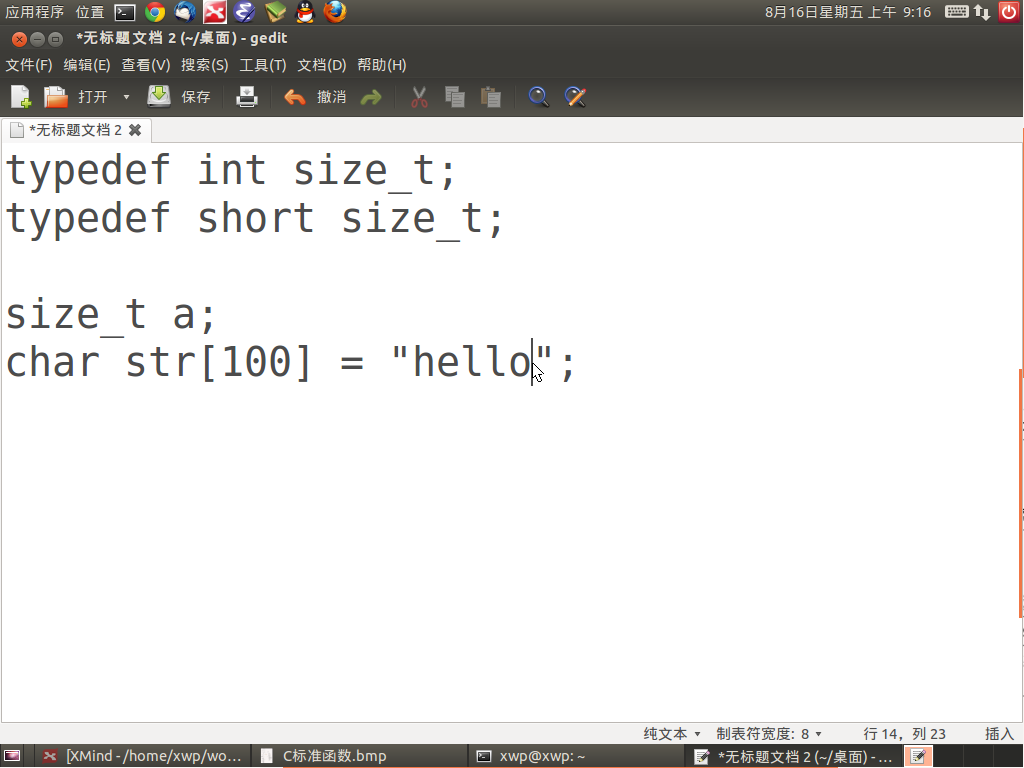 应用程序 位置
8月16日星期五 上午 9:16
*无标题文档 2 (~/桌面) - gedit
文件(F) 编辑(E) 查看(V) 搜索(S) 工具(T) 文档(D) 帮助(H)
打开 保存 撤消
*无标题文档 2
typedef int size_t;
typedef short size_t;
size_t a;
char str[100] = "hello";
纯文本 制表符宽度: 8 行 14，列 23 插入
[XMind - /home/xwp/wo... C标准函数.bmp xwp@xwp: ~ *无标题文档 2 (~/桌面) - ...